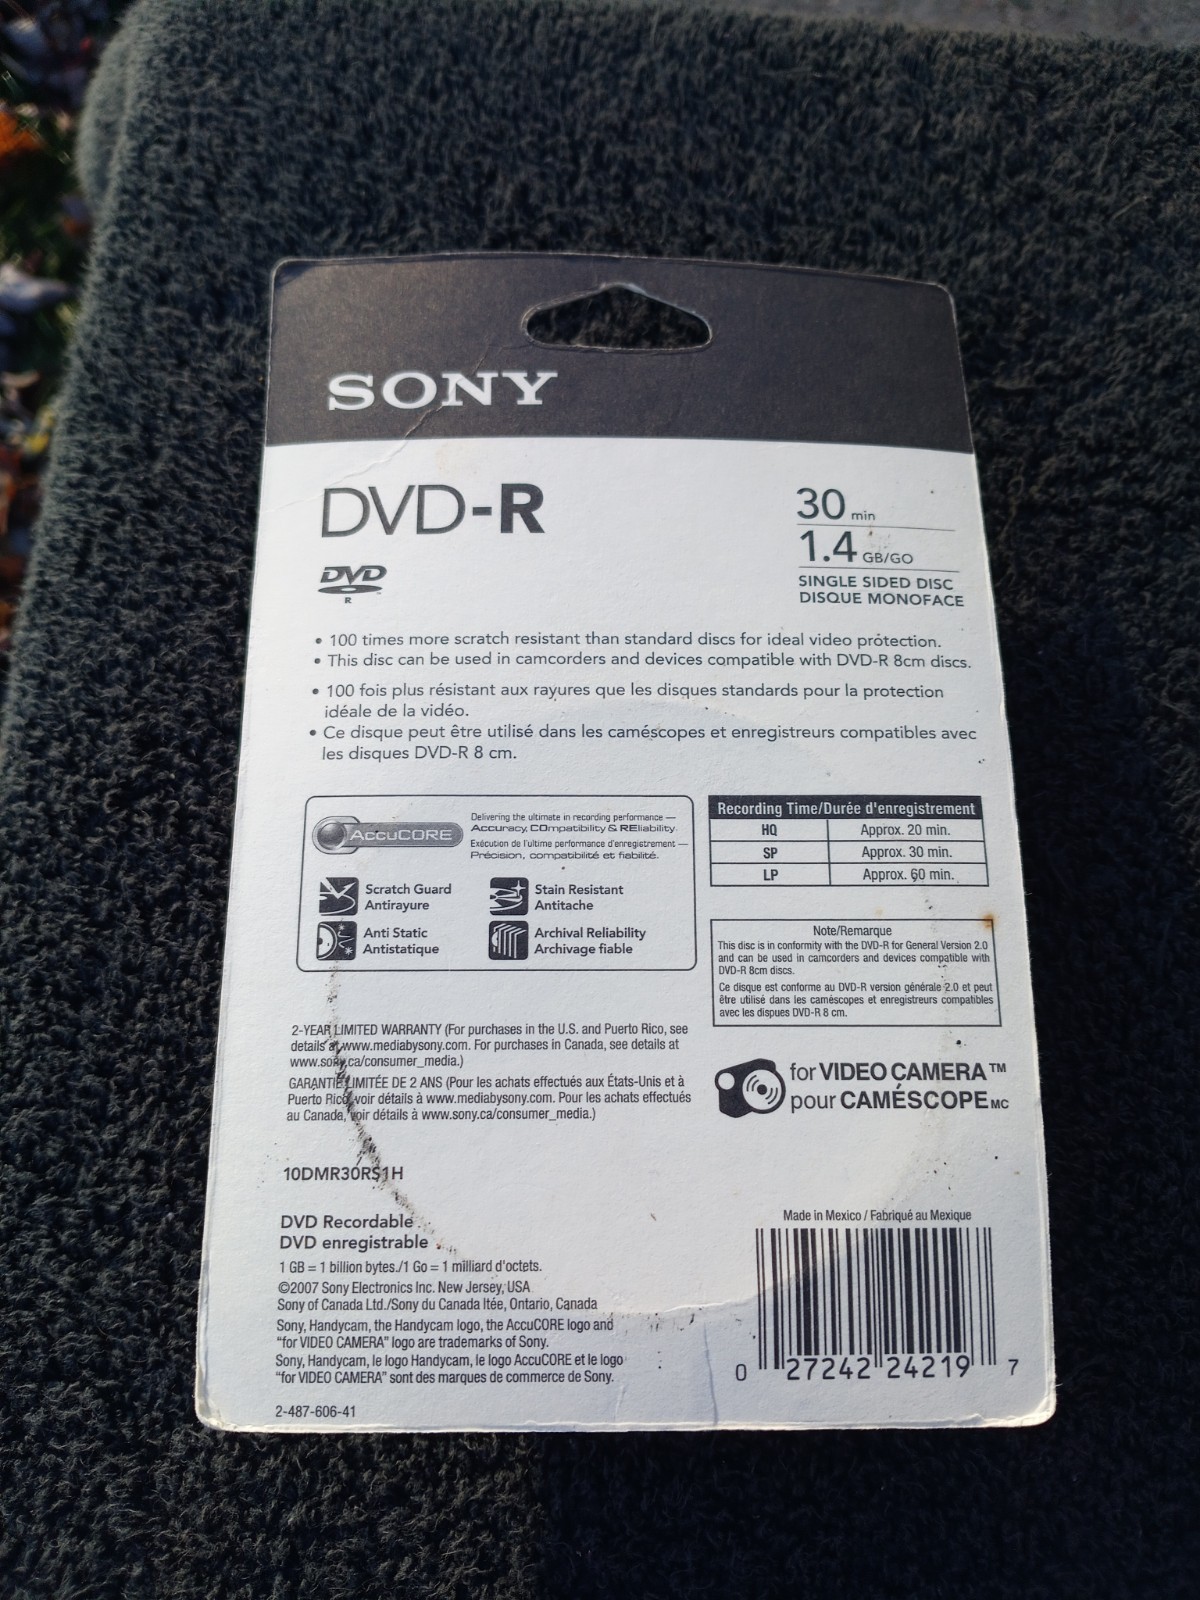 SONY
DVD-R
DVD
R
30 min
1.4 GB/GO
SINGLE SIDED DISC
DISQUE MONOFACE
• 100 times more scratch resistant than standard discs for ideal video protection.
• This disc can be used in camcorders and devices compatible with DVD-R 8cm discs.
• 100 fois plus résistant aux rayures que les disques standards pour la protection
idéale de la vidéo.
• Ce disque peut être utilisé dans les caméscopes et enregistreurs compatibles avec
les disques DVD-R 8 cm.
AccuCORE
Delivering the ultimate in recording performance —
Accuracy, COmpatibility & REliability.
Exécution de l'ultime performance d'enregistrement —
Précision, compatibilité et fiabilité.
Scratch Guard
Antirayure
Stain Resistant
Antitache
Anti Static
Antistatique
Archival Reliability
Archivage fiable
Recording Time/Durée d'enregistrement
HQ Approx. 20 min.
SP Approx. 30 min.
LP Approx. 60 min.
Note/Remarque
This disc is in conformity with the DVD-R for General Version 2.0
and can be used in camcorders and devices compatible with
DVD-R 8cm discs.
Ce disque est conforme au DVD-R version générale 2.0 et peut
être utilisé dans les caméscopes et enregistreurs compatibles
avec les dispues DVD-R 8 cm.
2-YEAR LIMITED WARRANTY (For purchases in the U.S. and Puerto Rico, see
details at www.mediabysony.com. For purchases in Canada, see details at
www.sony.ca/consumer_media.)
GARANTIE LIMITÉE DE 2 ANS (Pour les achats effectués aux États-Unis et à
Puerto Rico, voir détails à www.mediabysony.com. Pour les achats effectués
au Canada, voir détails à www.sony.ca/consumer_media.)
for VIDEO CAMERA™
pour CAMÉSCOPE MC
10DMR30RS1H
DVD Recordable
DVD enregistrable
1 GB = 1 billion bytes./1 Go = 1 milliard d'octets.
©2007 Sony Electronics Inc. New Jersey, USA
Sony of Canada Ltd./Sony du Canada ltée, Ontario, Canada
Sony, Handycam, the Handycam logo, the AccuCORE logo and
"for VIDEO CAMERA" logo are trademarks of Sony.
Sony, Handycam, le logo Handycam, le logo AccuCORE et le logo
"for VIDEO CAMERA" sont des marques de commerce de Sony.
2-487-606-41
Made in Mexico / Fabriqué au Mexique
0 27242 24219 7